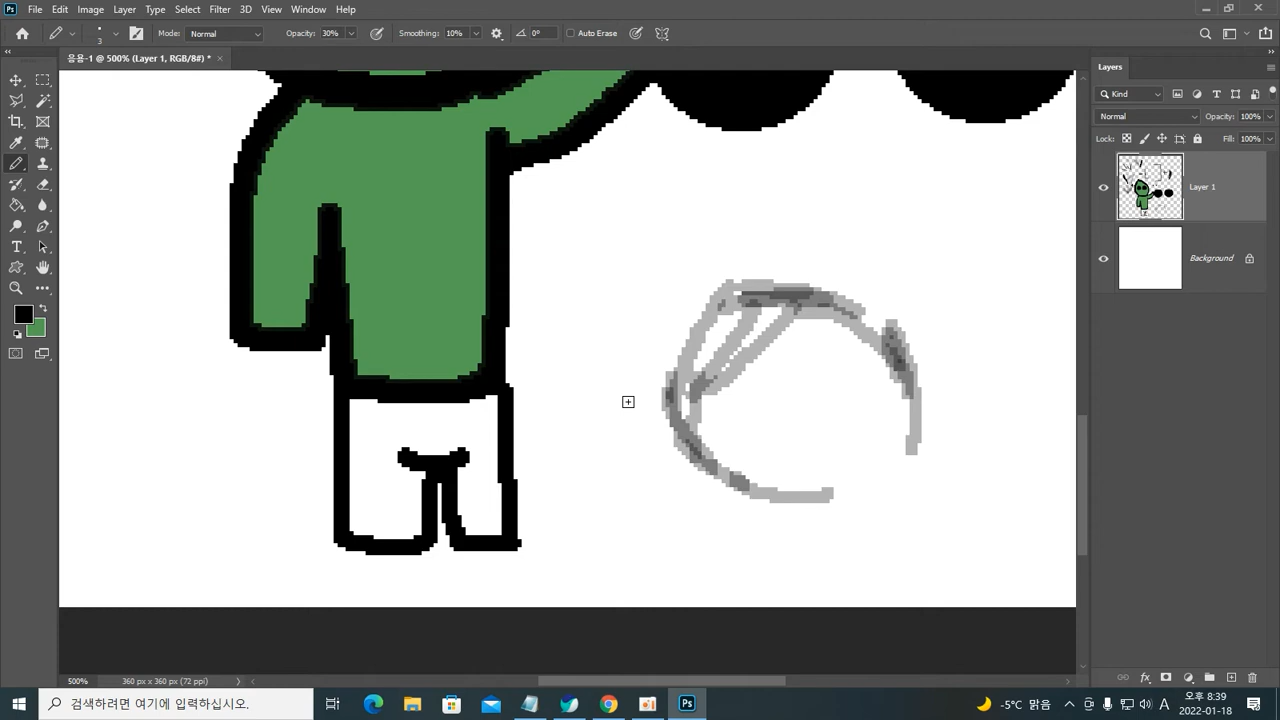 Ps File Edit Image Layer Type Select Filter 3D View Window Help
3 Mode: Normal Opacity: 30% Smoothing: 10% 0° Auto Erase
응용-1 @ 500% (Layer 1, RGB/8#) * ×
Layers
Kind
Normal Opacity: 100%
Lock: Fill: 100%
Layer 1
Background
500% 360 px x 360 px (72 ppi)
검색하려면 여기에 입력하십시오.
Ps
-5°C 맑음 A 오후 8:39
2022-01-18